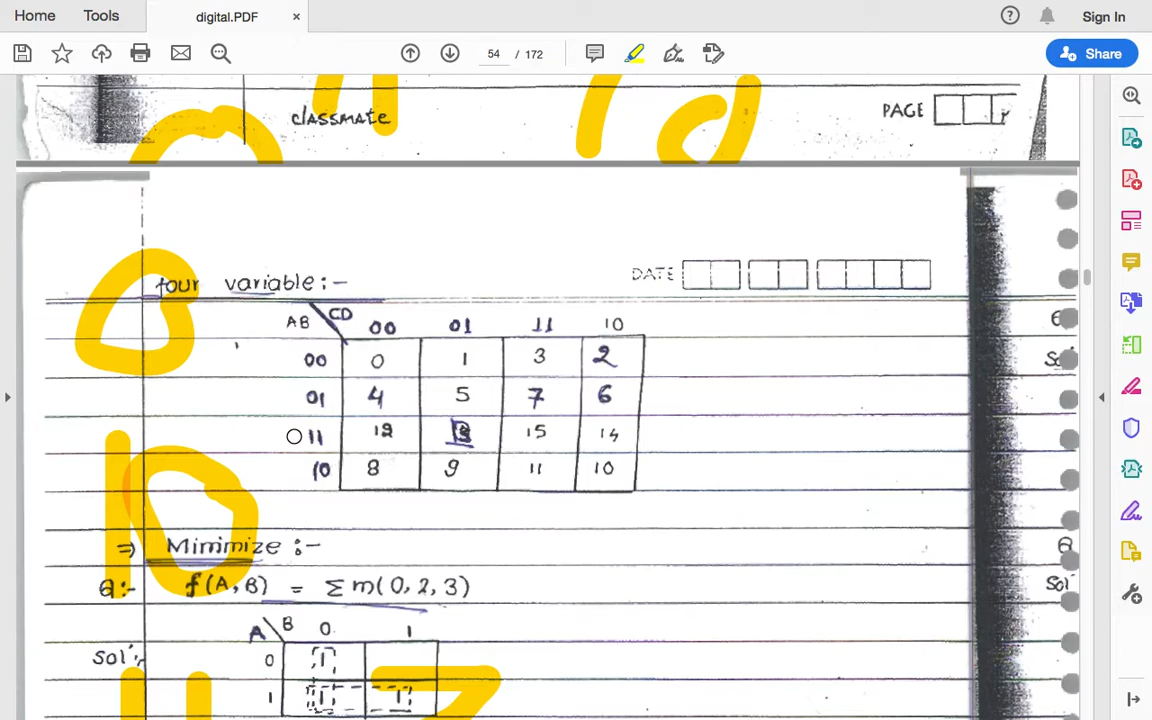 Home Tools digital.PDF × Sign In
54 / 172 Share
classmate PAGE
four variable:- DATE
AB CD 00 01 11 10
00 0 1 3 2
01 4 5 7 6
11 12 13 15 14
10 8 9 11 10
⇒ Minimize :-
Q:- f(A,B) = Σ m(0,2,3)
A B 0 1
Solⁿ: 0 1
1 1 1